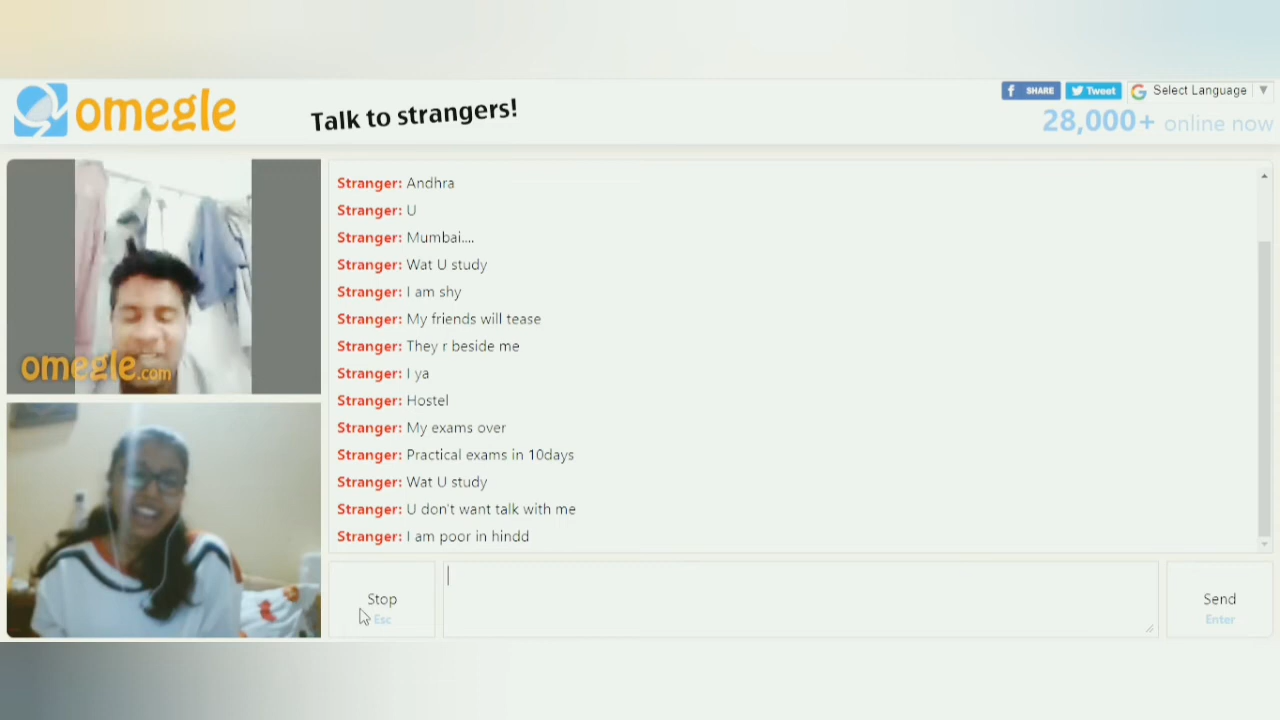 omegle
Talk to strangers!
SHARE
Tweet
Select Language
28,000+ online now
omegle.com
Stranger: Andhra
Stranger: U
Stranger: Mumbai....
Stranger: Wat U study
Stranger: I am shy
Stranger: My friends will tease
Stranger: They r beside me
Stranger: I ya
Stranger: Hostel
Stranger: My exams over
Stranger: Practical exams in 10days
Stranger: Wat U study
Stranger: U don't want talk with me
Stranger: I am poor in hindd
Stop
Esc
Send
Enter